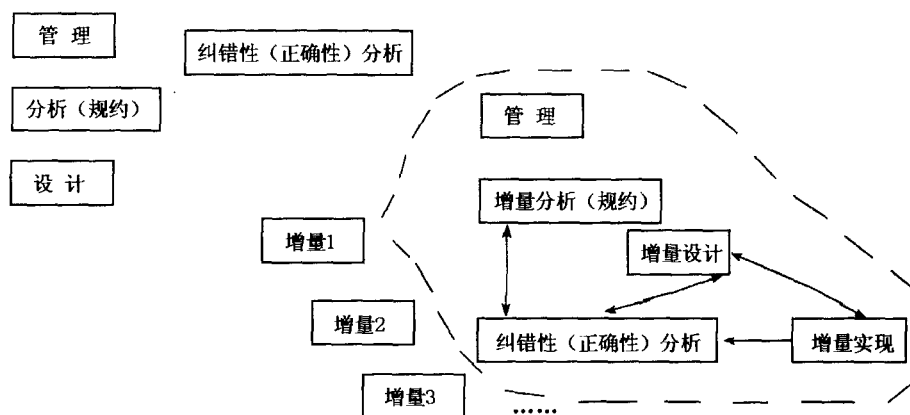 管 理
纠错性（正确性）分析
分析（规约）
设 计
管 理
增量分析（规约）
增量1
增量设计
增量2
纠错性（正确性）分析
增量实现
增量3
……